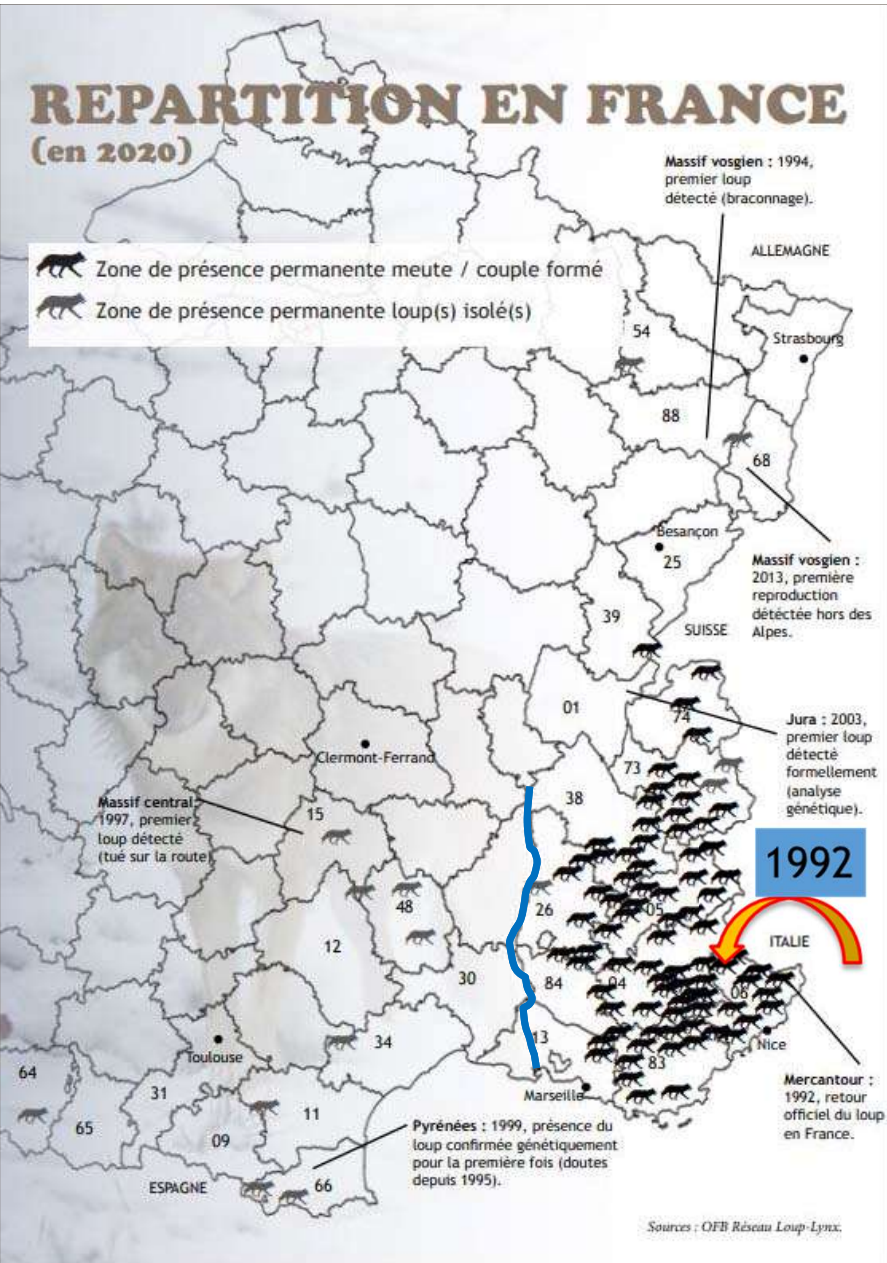 REPARTITION EN FRANCE
(en 2020)
Massif vosgien : 1994,
premier loup
détecté (braconnage).
ALLEMAGNE
Zone de présence permanente meute / couple formé
Zone de présence permanente loup(s) isolé(s)
54
Strasbourg
88
68
Besançon
25
Massif vosgien :
2013, première
reproduction
détéctée hors des
Alpes.
39
SUISSE
01
74
Jura : 2003,
premier loup
détecté
formellement
(analyse
génétique).
Clermont-Ferrand
73
38
Massif central
1997, premier
loup détecté
(tué sur la route)
15
1992
48
26
05
ITALIE
12
30
84
04
06
Toulouse
34
13
83
Nice
64
31
Marseille
Mercantour :
1992, retour
officiel du loup
en France.
65
09
11
Pyrénées : 1999, présence du
loup confirmée génétiquement
pour la première fois (doutes
depuis 1995).
ESPAGNE
66
Sources : OFB Réseau Loup-Lynx.